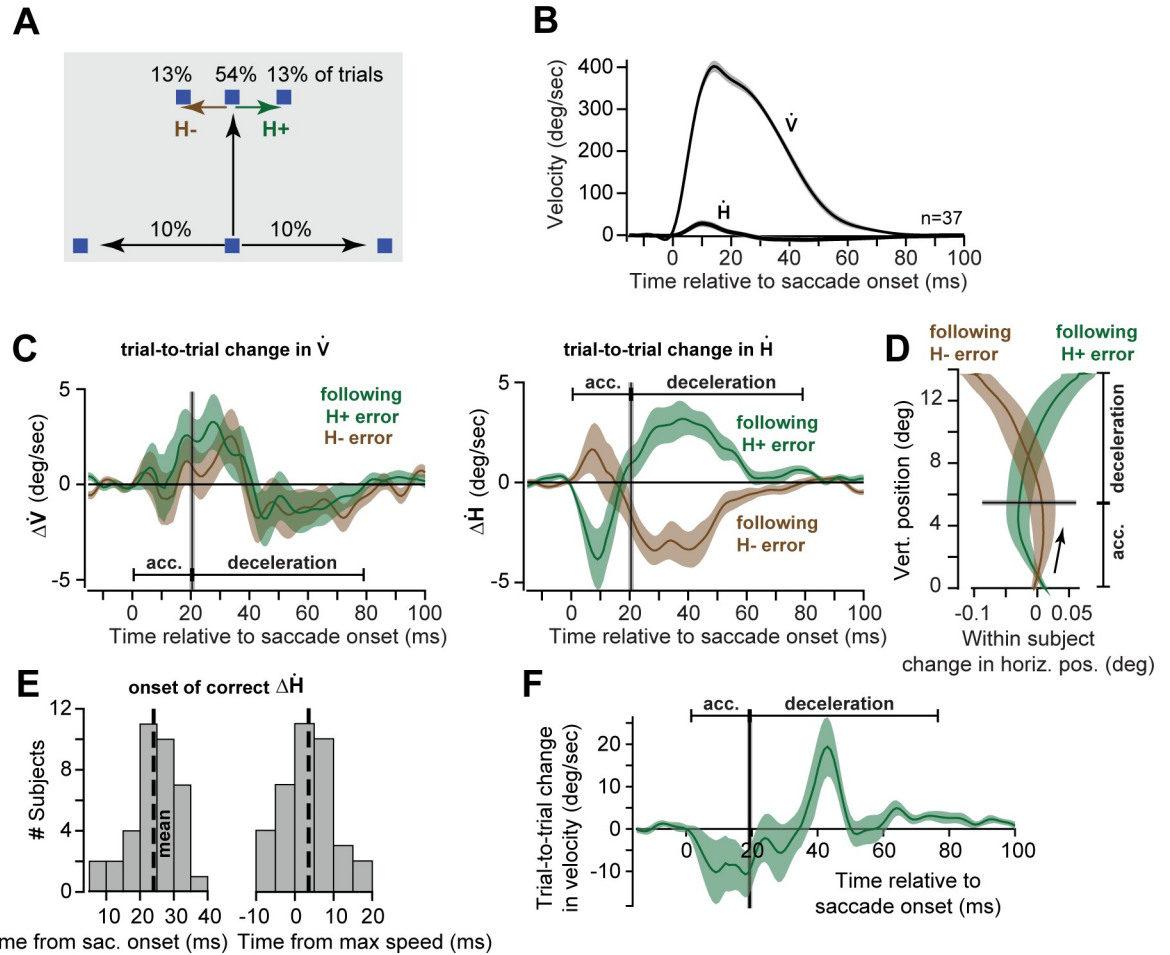 A
13% 54% 13% of trials
H- H+
10% 10%
B
Velocity (deg/sec)
400
300
200
100
0
V̇
Ḣ
n=37
0 20 40 60 80 100
Time relative to saccade onset (ms)
C
trial-to-trial change in V̇
5
0
-5
ΔV̇ (deg/sec)
following
H+ error
H- error
acc. deceleration
0 20 40 60 80 100
Time relative to saccade onset (ms)
trial-to-trial change in Ḣ
acc. deceleration
5
0
-5
ΔḢ (deg/sec)
following
H+ error
following
H- error
0 20 40 60 80 100
Time relative to saccade onset (ms)
D
following
H- error
following
H+ error
Vert. position (deg)
12
8
4
0
deceleration
acc.
-0.1 0 0.05
Within subject
change in horiz. pos. (deg)
E
onset of correct ΔḢ
# Subjects
12
8
4
0
mean
10 20 30 40
me from sac. onset (ms)
-10 0 10 20
Time from max speed (ms)
F
acc. deceleration
Trial-to-trial change
in velocity (deg/sec)
20
10
0
-10
0 20 40 60 80 100
Time relative to
saccade onset (ms)